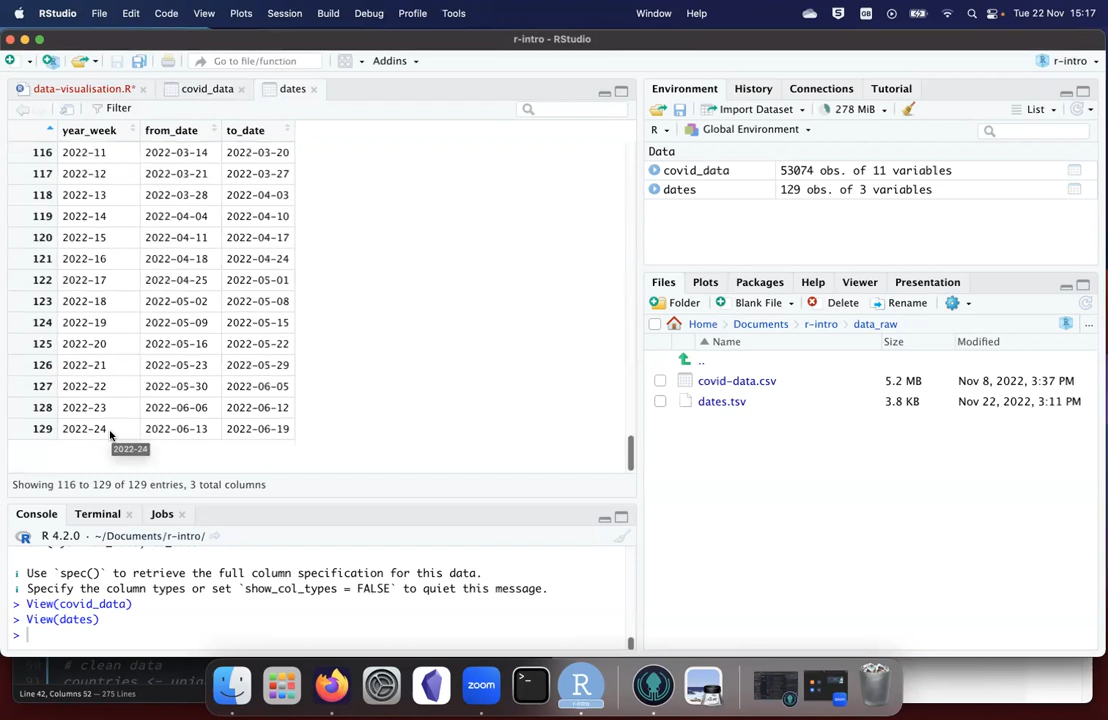 RStudio File Edit Code View Plots Session Build Debug Profile Tools Window Help Tue 22 Nov 15:17
r-intro - RStudio
Go to file/function Addins r-intro
data-visualisation.R* covid_data dates
Filter
year_week from_date to_date
116 2022-11 2022-03-14 2022-03-20
117 2022-12 2022-03-21 2022-03-27
118 2022-13 2022-03-28 2022-04-03
119 2022-14 2022-04-04 2022-04-10
120 2022-15 2022-04-11 2022-04-17
121 2022-16 2022-04-18 2022-04-24
122 2022-17 2022-04-25 2022-05-01
123 2022-18 2022-05-02 2022-05-08
124 2022-19 2022-05-09 2022-05-15
125 2022-20 2022-05-16 2022-05-22
126 2022-21 2022-05-23 2022-05-29
127 2022-22 2022-05-30 2022-06-05
128 2022-23 2022-06-06 2022-06-12
129 2022-24 2022-06-13 2022-06-19
2022-24
Showing 116 to 129 of 129 entries, 3 total columns
Console Terminal Jobs
R 4.2.0 · ~/Documents/r-intro/
ℹ Use `spec()` to retrieve the full column specification for this data.
ℹ Specify the column types or set `show_col_types = FALSE` to quiet this message.
> View(covid_data)
> View(dates)
>
Environment History Connections Tutorial
Import Dataset 278 MiB List
R Global Environment
Data
covid_data 53074 obs. of 11 variables
dates 129 obs. of 3 variables
Files Plots Packages Help Viewer Presentation
Folder Blank File Delete Rename
Home Documents r-intro data_raw ...
Name Size Modified
..
covid-data.csv 5.2 MB Nov 8, 2022, 3:37 PM
dates.tsv 3.8 KB Nov 22, 2022, 3:11 PM
# clean data
Line 42, Columns 52 — 275 Lines
zoom
R
r-intro